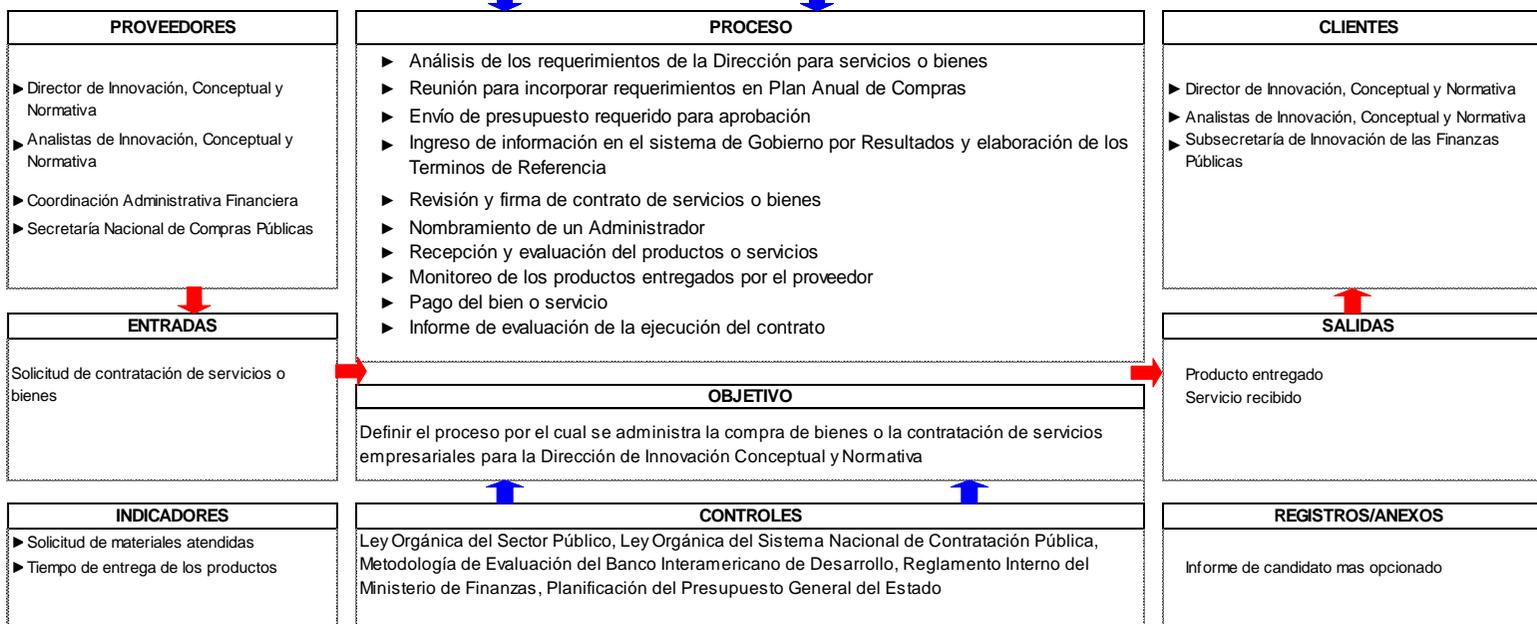 PROVEEDORES
► Director de Innovación, Conceptual y
Normativa
► Analistas de Innovación, Conceptual y
Normativa
► Coordinación Administrativa Financiera
► Secretaría Nacional de Compras Públicas
PROCESO
► Análisis de los requerimientos de la Dirección para servicios o bienes
► Reunión para incorporar requerimientos en Plan Anual de Compras
► Envío de presupuesto requerido para aprobación
► Ingreso de información en el sistema de Gobierno por Resultados y elaboración de los
Terminos de Referencia
► Revisión y firma de contrato de servicios o bienes
► Nombramiento de un Administrador
► Recepción y evaluación del productos o servicios
► Monitoreo de los productos entregados por el proveedor
► Pago del bien o servicio
► Informe de evaluación de la ejecución del contrato
CLIENTES
► Director de Innovación, Conceptual y Normativa
► Analistas de Innovación, Conceptual y Normativa
► Subsecretaría de Innovación de las Finanzas
Públicas
ENTRADAS
Solicitud de contratación de servicios o
bienes
OBJETIVO
Definir el proceso por el cual se administra la compra de bienes o la contratación de servicios
empresariales para la Dirección de Innovación Conceptual y Normativa
SALIDAS
Producto entregado
Servicio recibido
INDICADORES
► Solicitud de materiales atendidas
► Tiempo de entrega de los productos
CONTROLES
Ley Orgánica del Sector Público, Ley Orgánica del Sistema Nacional de Contratación Pública,
Metodología de Evaluación del Banco Interamericano de Desarrollo, Reglamento Interno del
Ministerio de Finanzas, Planificación del Presupuesto General del Estado
REGISTROS/ANEXOS
Informe de candidato mas opcionado